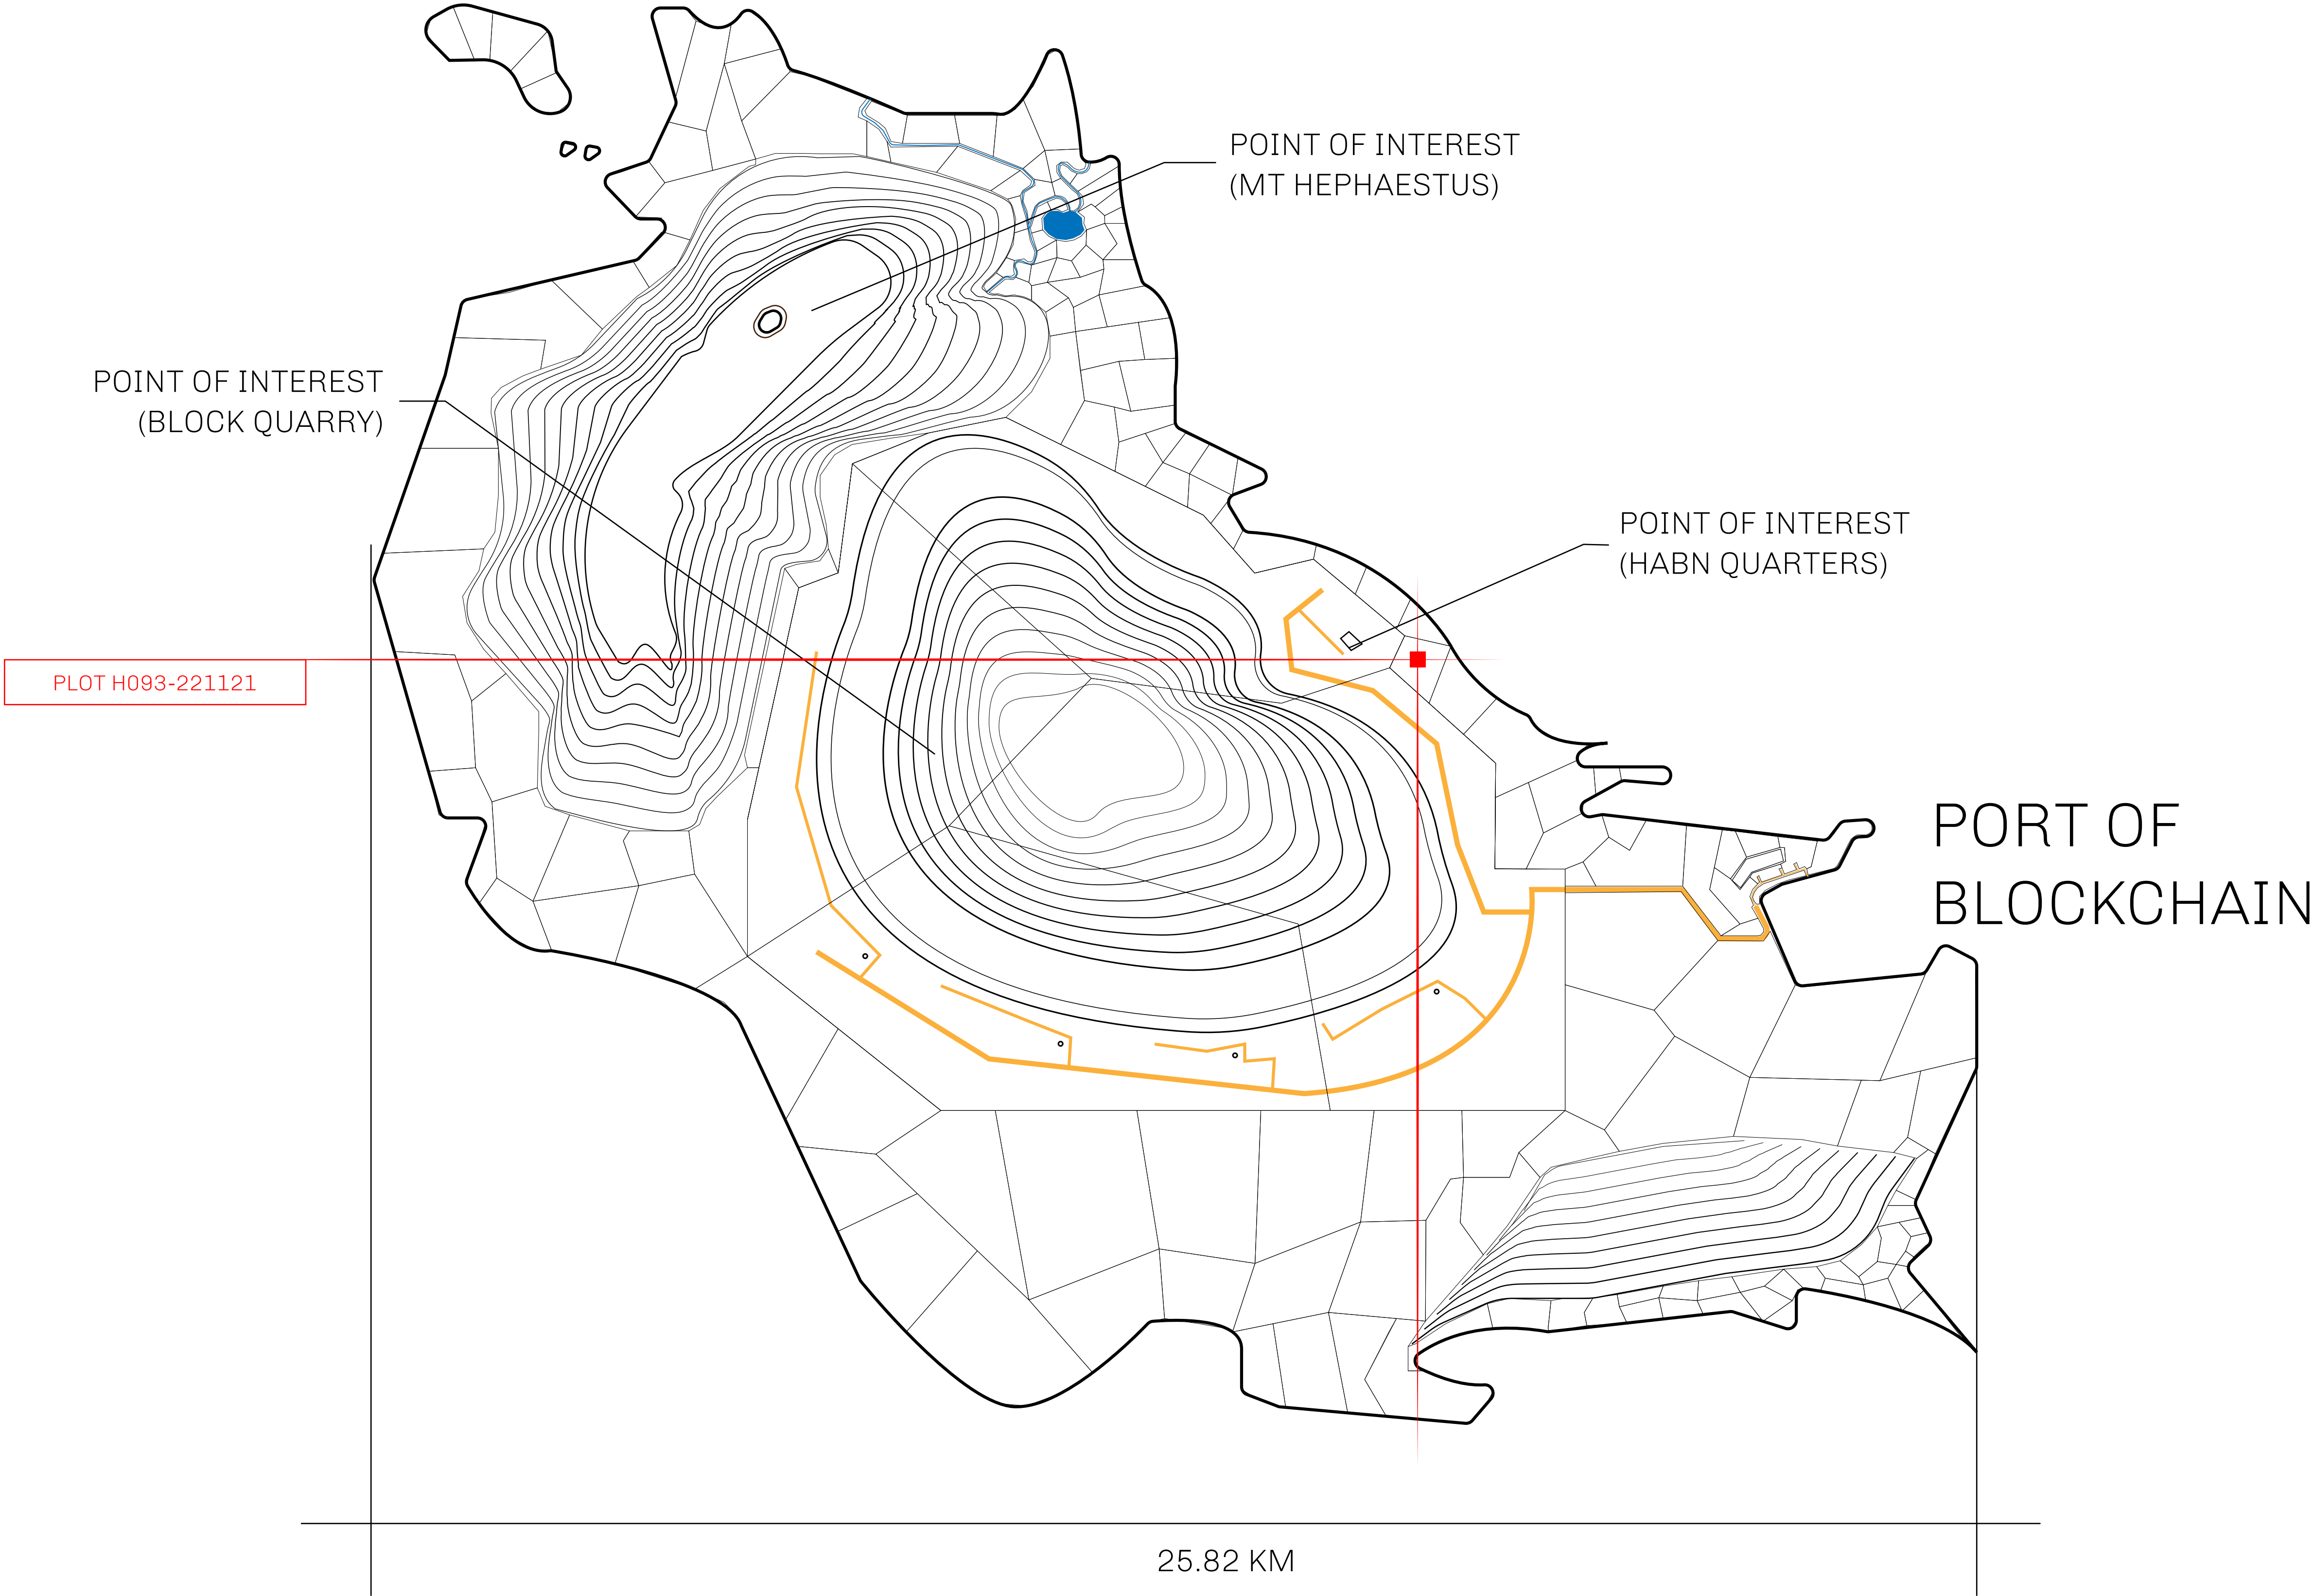 POINT OF INTEREST
(MT HEPHAESTUS)
POINT OF INTEREST
(BLOCK QUARRY)
POINT OF INTEREST
(HABN QUARTERS)
PLOT H093-221121
PORT OF
BLOCKCHAIN
25.82 KM